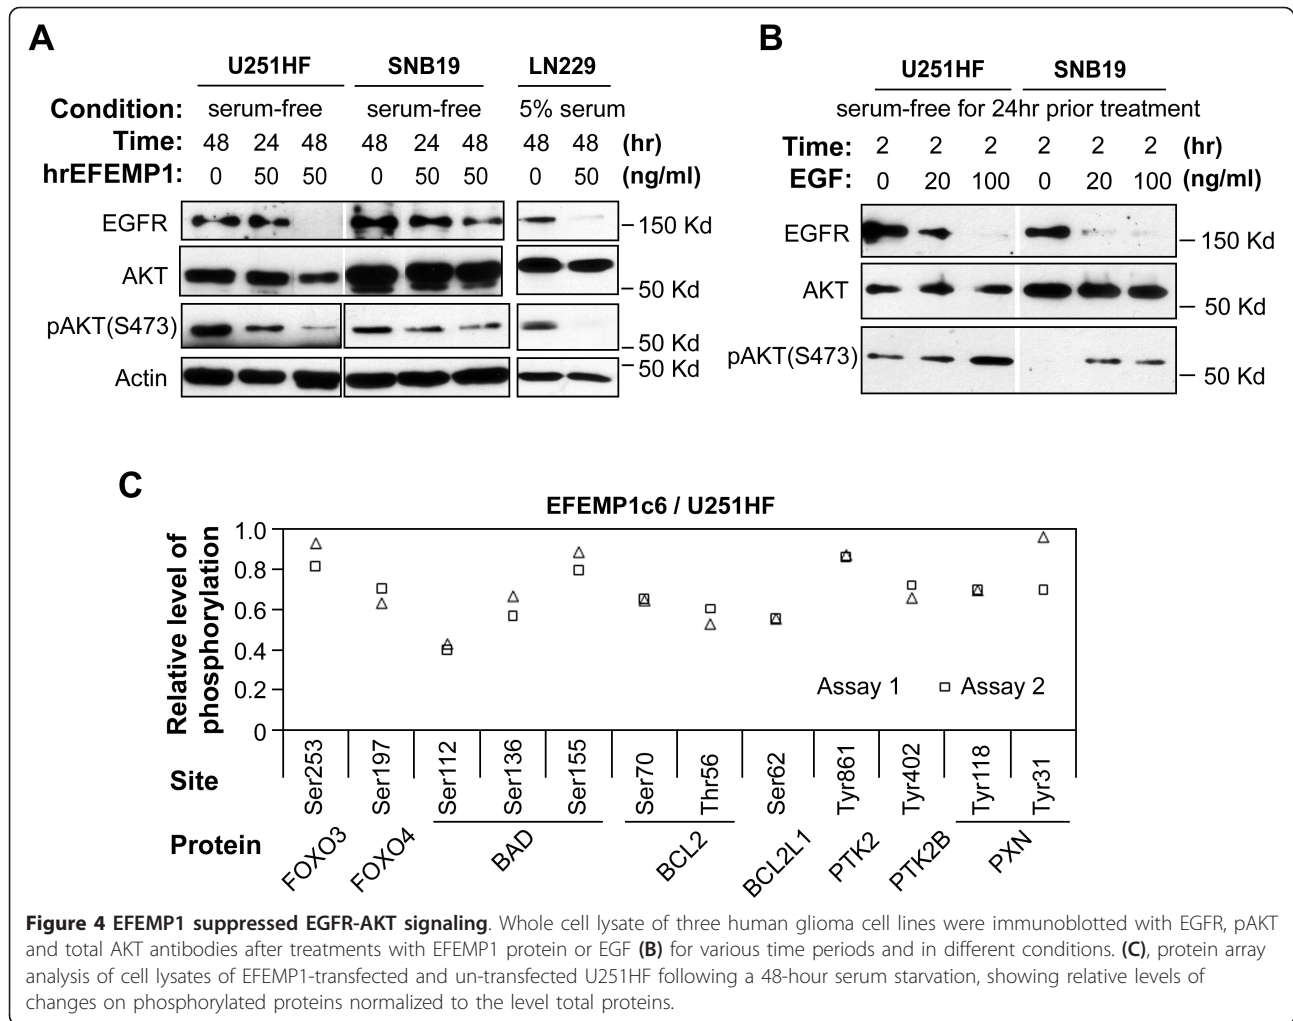 A
U251HF SNB19 LN229
Condition: serum-free serum-free 5% serum
Time: 48 24 48 48 24 48 48 48 (hr)
hrEFEMP1: 0 50 50 0 50 50 0 50 (ng/ml)
EGFR 150 Kd
AKT 50 Kd
pAKT(S473) 50 Kd
Actin 50 Kd
B
U251HF SNB19
serum-free for 24hr prior treatment
Time: 2 2 2 2 2 2 (hr)
EGF: 0 20 100 0 20 100 (ng/ml)
EGFR 150 Kd
AKT 50 Kd
pAKT(S473) 50 Kd
C
EFEMP1c6 / U251HF
Relative level of
phosphorylation
1.0
0.8
0.6
0.4
0.2
0
Assay 1 Assay 2
Site Ser253 Ser197 Ser112 Ser136 Ser155 Ser70 Thr56 Ser62 Tyr861 Tyr402 Tyr118 Tyr31
Protein FOXO3 FOXO4 BAD BCL2 BCL2L1 PTK2 PTK2B PXN
Figure 4 EFEMP1 suppressed EGFR-AKT signaling. Whole cell lysate of three human glioma cell lines were immunoblotted with EGFR, pAKT
and total AKT antibodies after treatments with EFEMP1 protein or EGF (B) for various time periods and in different conditions. (C), protein array
analysis of cell lysates of EFEMP1-transfected and un-transfected U251HF following a 48-hour serum starvation, showing relative levels of
changes on phosphorylated proteins normalized to the level total proteins.